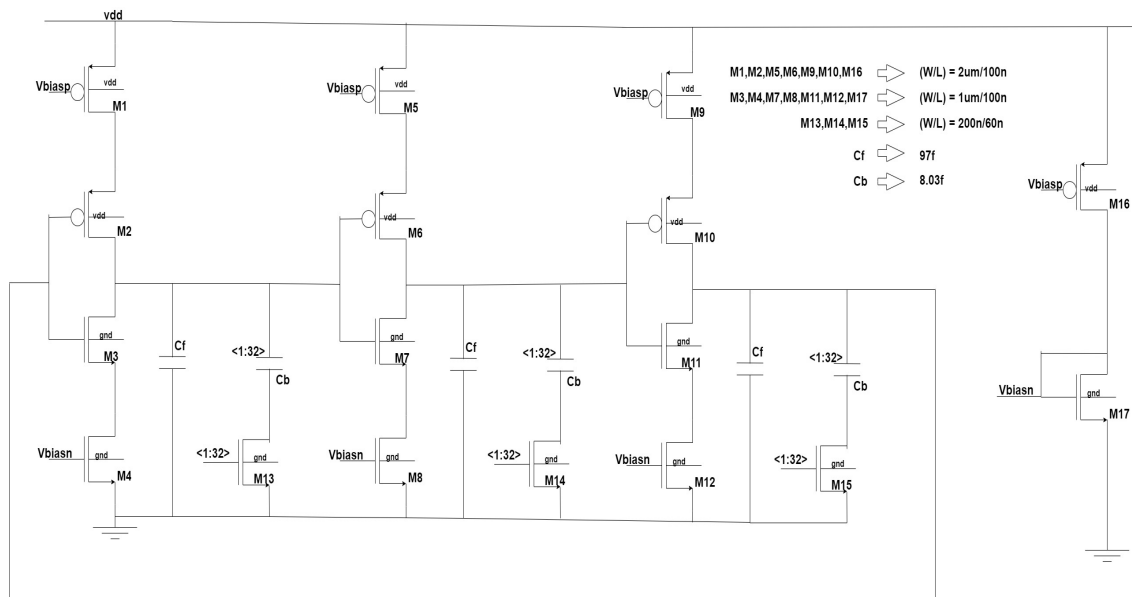 vdd
Vbiasp
vdd
M1
Vbiasp
vdd
M5
Vbiasp
vdd
M9
M1,M2,M5,M6,M9,M10,M16 (W/L) = 2um/100n
M3,M4,M7,M8,M11,M12,M17 (W/L) = 1um/100n
M13,M14,M15 (W/L) = 200n/60n
Cf 97f
Cb 8.03f
Vbiasp
vdd
M16
vdd
M2
vdd
M6
vdd
M10
gnd
M3
Cf
<1:32>
Cb
gnd
M7
Cf
<1:32>
Cb
gnd
M11
Cf
<1:32>
Cb
Vbiasn
gnd
M17
Vbiasn
gnd
M4
<1:32>
gnd
M13
Vbiasn
gnd
M8
<1:32>
gnd
M14
Vbiasn
gnd
M12
<1:32>
gnd
M15